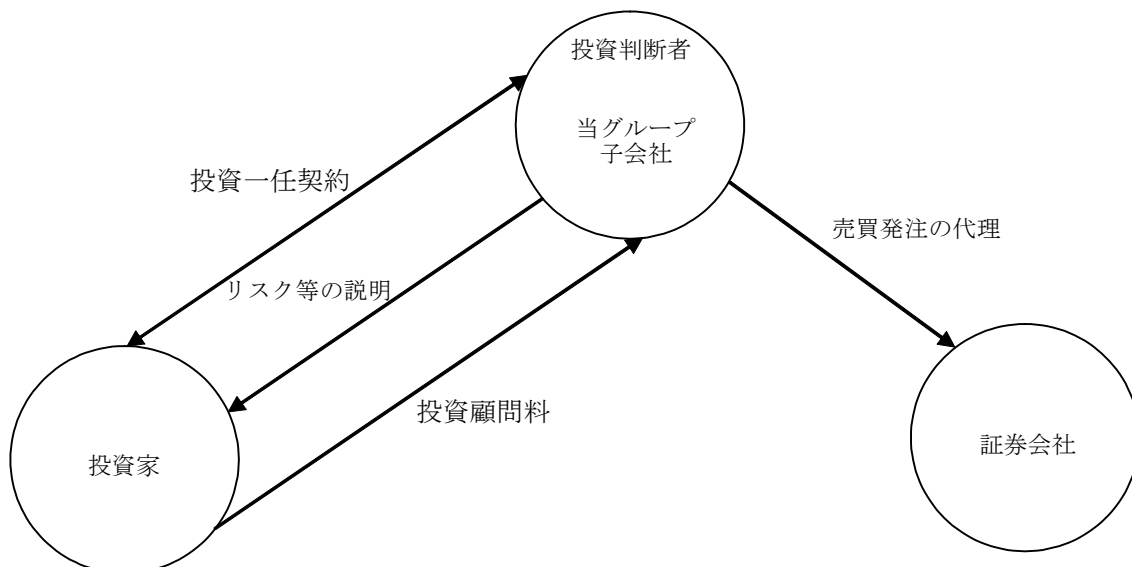 投資判断者
当グループ
子会社
投資一任契約
売買発注の代理
リスク等の説明
投資顧問料
投資家
証券会社